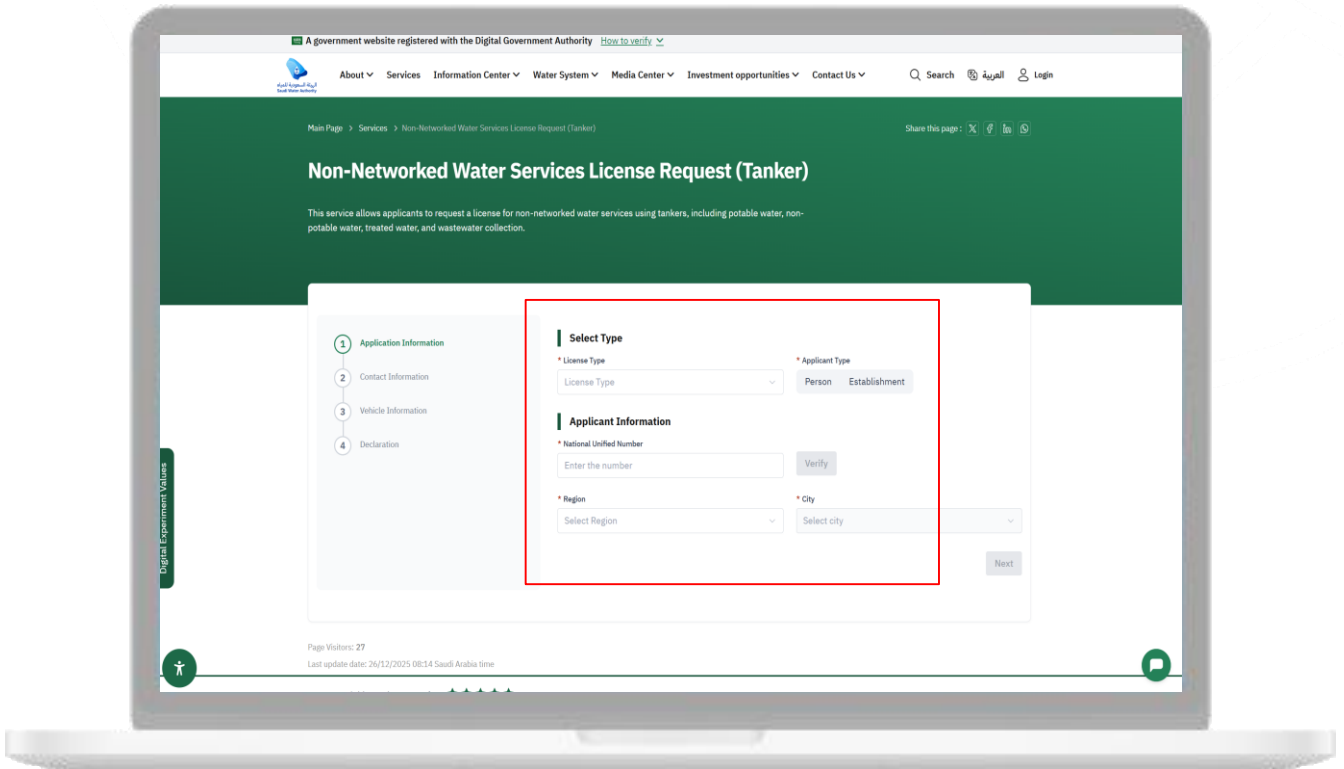 A government website registered with the Digital Government Authority How to verify
الهيئة السعودية للمياه
Saudi Water Authority
About Services Information Center Water System Media Center Investment opportunities Contact Us Search العربية Login
Main Page > Services > Non-Networked Water Services License Request (Tanker)
Share this page :
Non-Networked Water Services License Request (Tanker)
This service allows applicants to request a license for non-networked water services using tankers, including potable water, non-
potable water, treated water, and wastewater collection.
1 Application Information
2 Contact Information
3 Vehicle Information
4 Declaration
Select Type
* License Type * Applicant Type
License Type Person Establishment
Applicant Information
* National Unified Number
Enter the number Verify
* Region * City
Select Region Select city
Next
Digital Experiment Values
Page Visitors: 27
Last update date: 26/12/2025 08:14 Saudi Arabia time